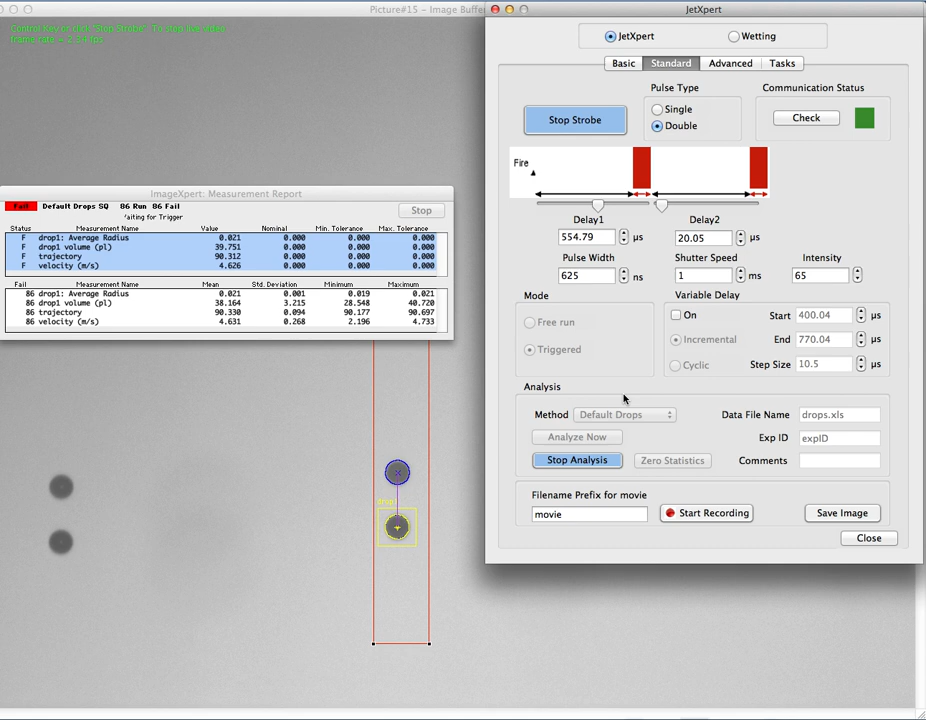 Picture#15 - Image Buffe
Control Key or click "Stop Strobe" To stop live video
frame rate = 2.54 fps
ImageXpert: Measurement Report
Fail Default Drops SQ 86 Run 86 Fail
aiting for Trigger
Stop
Status Measurement Name Value Nominal Min. Tolerance Max. Tolerance
F drop1: Average Radius 0.021 0.000 0.000 0.000
F drop1 volume (pl) 39.751 0.000 0.000 0.000
F trajectory 90.312 0.000 0.000 0.000
F velocity (m/s) 4.626 0.000 0.000 0.000
Fail Measurement Name Mean Std. Deviation Minimum Maximum
86 drop1: Average Radius 0.021 0.001 0.019 0.021
86 drop1 volume (pl) 38.164 3.215 28.548 40.720
86 trajectory 90.330 0.094 90.177 90.697
86 velocity (m/s) 4.631 0.268 2.196 4.733
JetXpert
JetXpert Wetting
Basic Standard Advanced Tasks
Pulse Type
Communication Status
Stop Strobe
Single
Double
Check
Fire
Delay1 Delay2
554.79 µs 20.05 µs
Pulse Width Shutter Speed Intensity
625 ns 1 ms 65
Mode
Free run
Triggered
Variable Delay
On Start 400.04 µs
Incremental End 770.04 µs
Cyclic Step Size 10.5 µs
Analysis
Method Default Drops Data File Name drops.xls
Analyze Now Exp ID expID
Stop Analysis Zero Statistics Comments
Filename Prefix for movie
movie Start Recording Save Image
Close